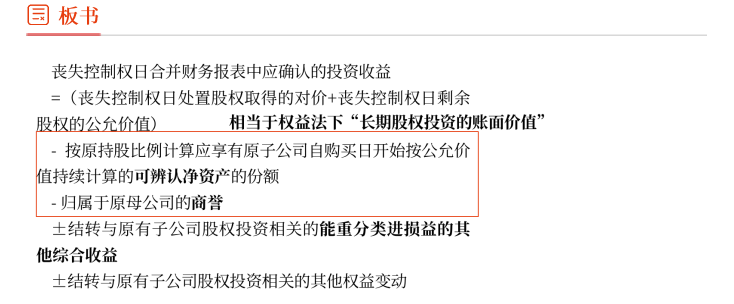 板书
丧失控制权日合并财务报表中应确认的投资收益
=（丧失控制权日处置股权取得的对价+丧失控制权日剩余
股权的公允价值）
相当于权益法下“长期股权投资的账面价值”
- 按原持股比例计算应享有原子公司自购买日开始按公允价
值持续计算的可辨认净资产的份额
- 归属于原母公司的商誉
±结转与原有子公司股权投资相关的能重分类进损益的其
他综合收益
±结转与原有子公司股权投资相关的其他权益变动